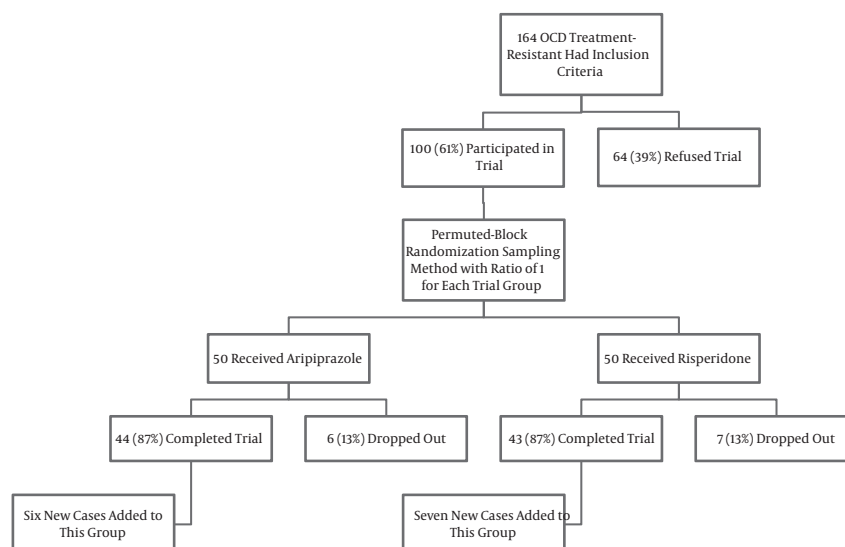 164 OCD Treatment-
Resistant Had Inclusion
Criteria
100 (61%) Participated in
Trial
64 (39%) Refused Trial
Permuted-Block
Randomization Sampling
Method with Ratio of 1
for Each Trial Group
50 Received Aripiprazole
50 Received Risperidone
44 (87%) Completed Trial
6 (13%) Dropped Out
43 (87%) Completed Trial
7 (13%) Dropped Out
Six New Cases Added to
This Group
Seven New Cases Added to
This Group